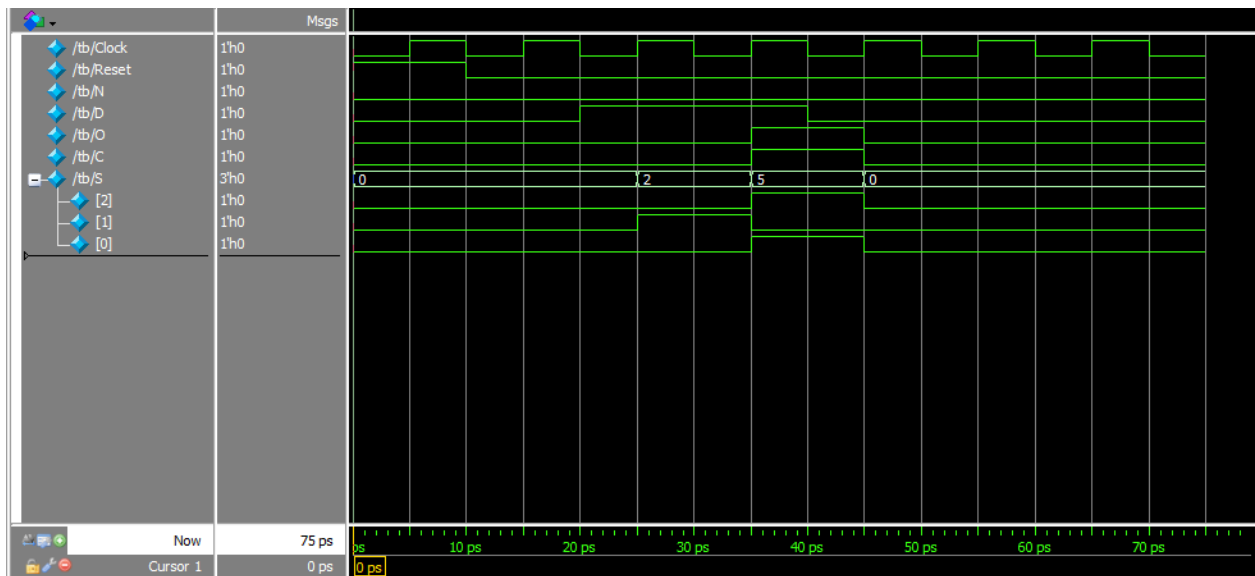 Msgs
/tb/Clock 1'h0
/tb/Reset 1'h0
/tb/N 1'h0
/tb/D 1'h0
/tb/O 1'h0
/tb/C 1'h0
/tb/S 3'h0 0 2 5 0
[2] 1'h0
[1] 1'h0
[0] 1'h0
Now 75 ps ps 10 ps 20 ps 30 ps 40 ps 50 ps 60 ps 70 ps
Cursor 1 0 ps 0 ps